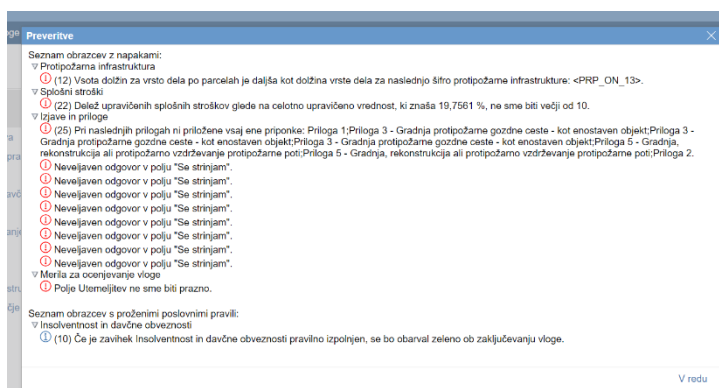 Preveritve
Seznam obrazcev z napakami:
Protipožarna infrastruktura
(12) Vsota dolžin za vrsto dela po parcelah je daljša kot dolžina vrste dela za naslednjo šifro protipožarne infrastrukture: <PRP_ON_13>.
Splošni stroški
(22) Delež upravičenih splošnih stroškov glede na celotno upravičeno vrednost, ki znaša 19,7561 %, ne sme biti večji od 10.
Izjave in priloge
(25) Pri naslednjih prilogah ni priložene vsaj ene priponke: Priloga 1;Priloga 3 - Gradnja protipožarne gozdne ceste - kot enostaven objekt;Priloga 3 -
Gradnja protipožarne gozdne ceste - kot enostaven objekt;Priloga 3 - Gradnja protipožarne gozdne ceste - kot enostaven objekt;Priloga 5 - Gradnja,
rekonstrukcija ali protipožarno vzdrževanje protipožarne poti;Priloga 5 - Gradnja, rekonstrukcija ali protipožarno vzdrževanje protipožarne poti;Priloga 2.
Neveljaven odgovor v polju "Se strinjam".
Neveljaven odgovor v polju "Se strinjam".
Neveljaven odgovor v polju "Se strinjam".
Neveljaven odgovor v polju "Se strinjam".
Neveljaven odgovor v polju "Se strinjam".
Neveljaven odgovor v polju "Se strinjam".
Neveljaven odgovor v polju "Se strinjam".
Neveljaven odgovor v polju "Se strinjam".
Merila za ocenjevanje vloge
Polje Utemeljitev ne sme biti prazno.
Seznam obrazcev s proženimi poslovnimi pravili:
Insolventnost in davčne obveznosti
(10) Če je zavihek Insolventnost in davčne obveznosti pravilno izpolnjen, se bo obarval zeleno ob zaključevanju vloge.
V redu